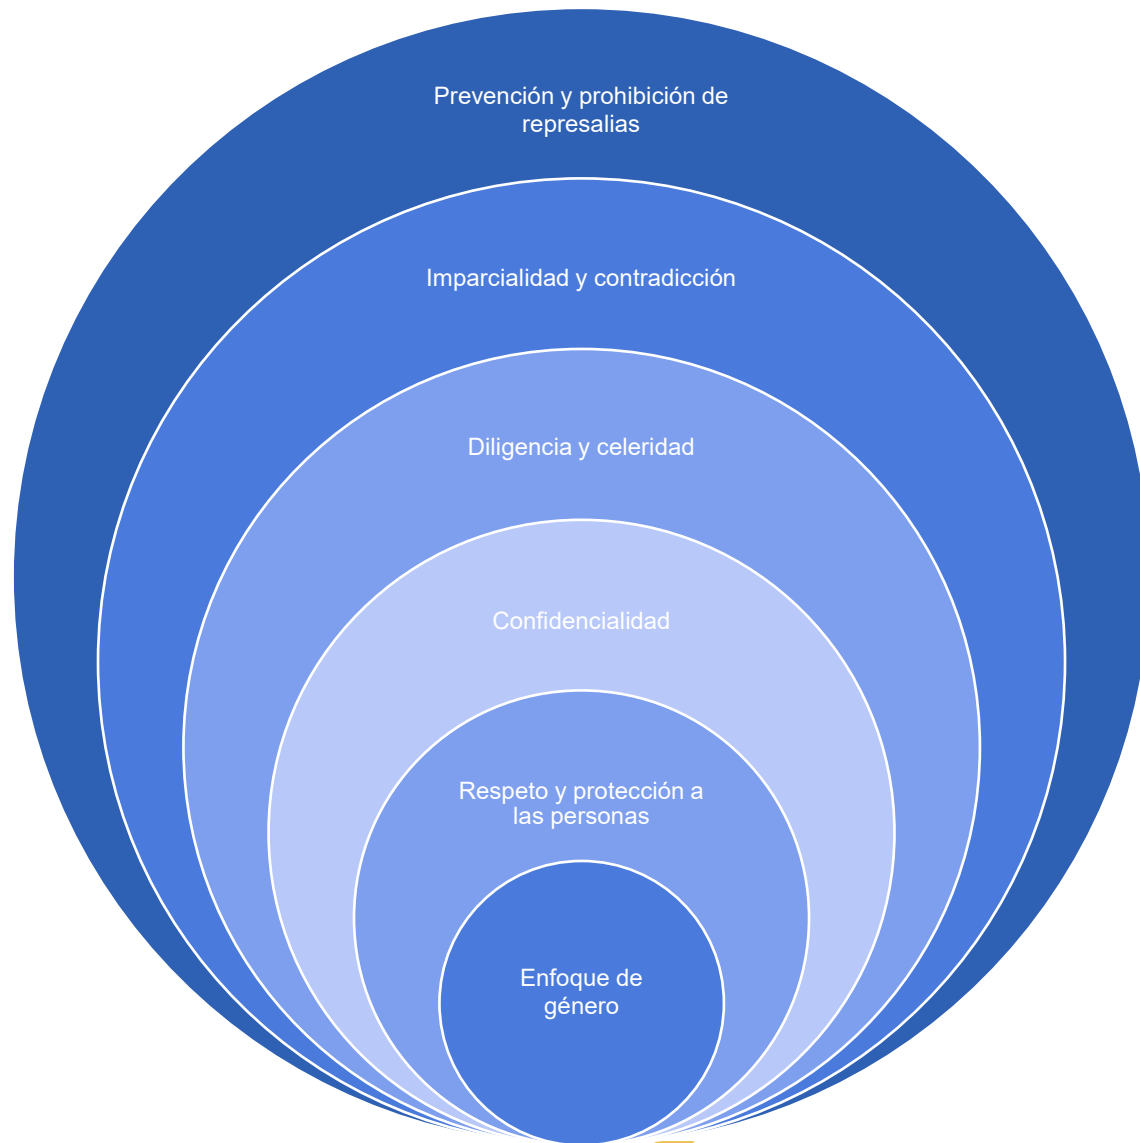 Prevención y prohibición de
represalias
Imparcialidad y contradicción
Diligencia y celeridad
Confidencialidad
Respeto y protección a
las personas
Enfoque de
género